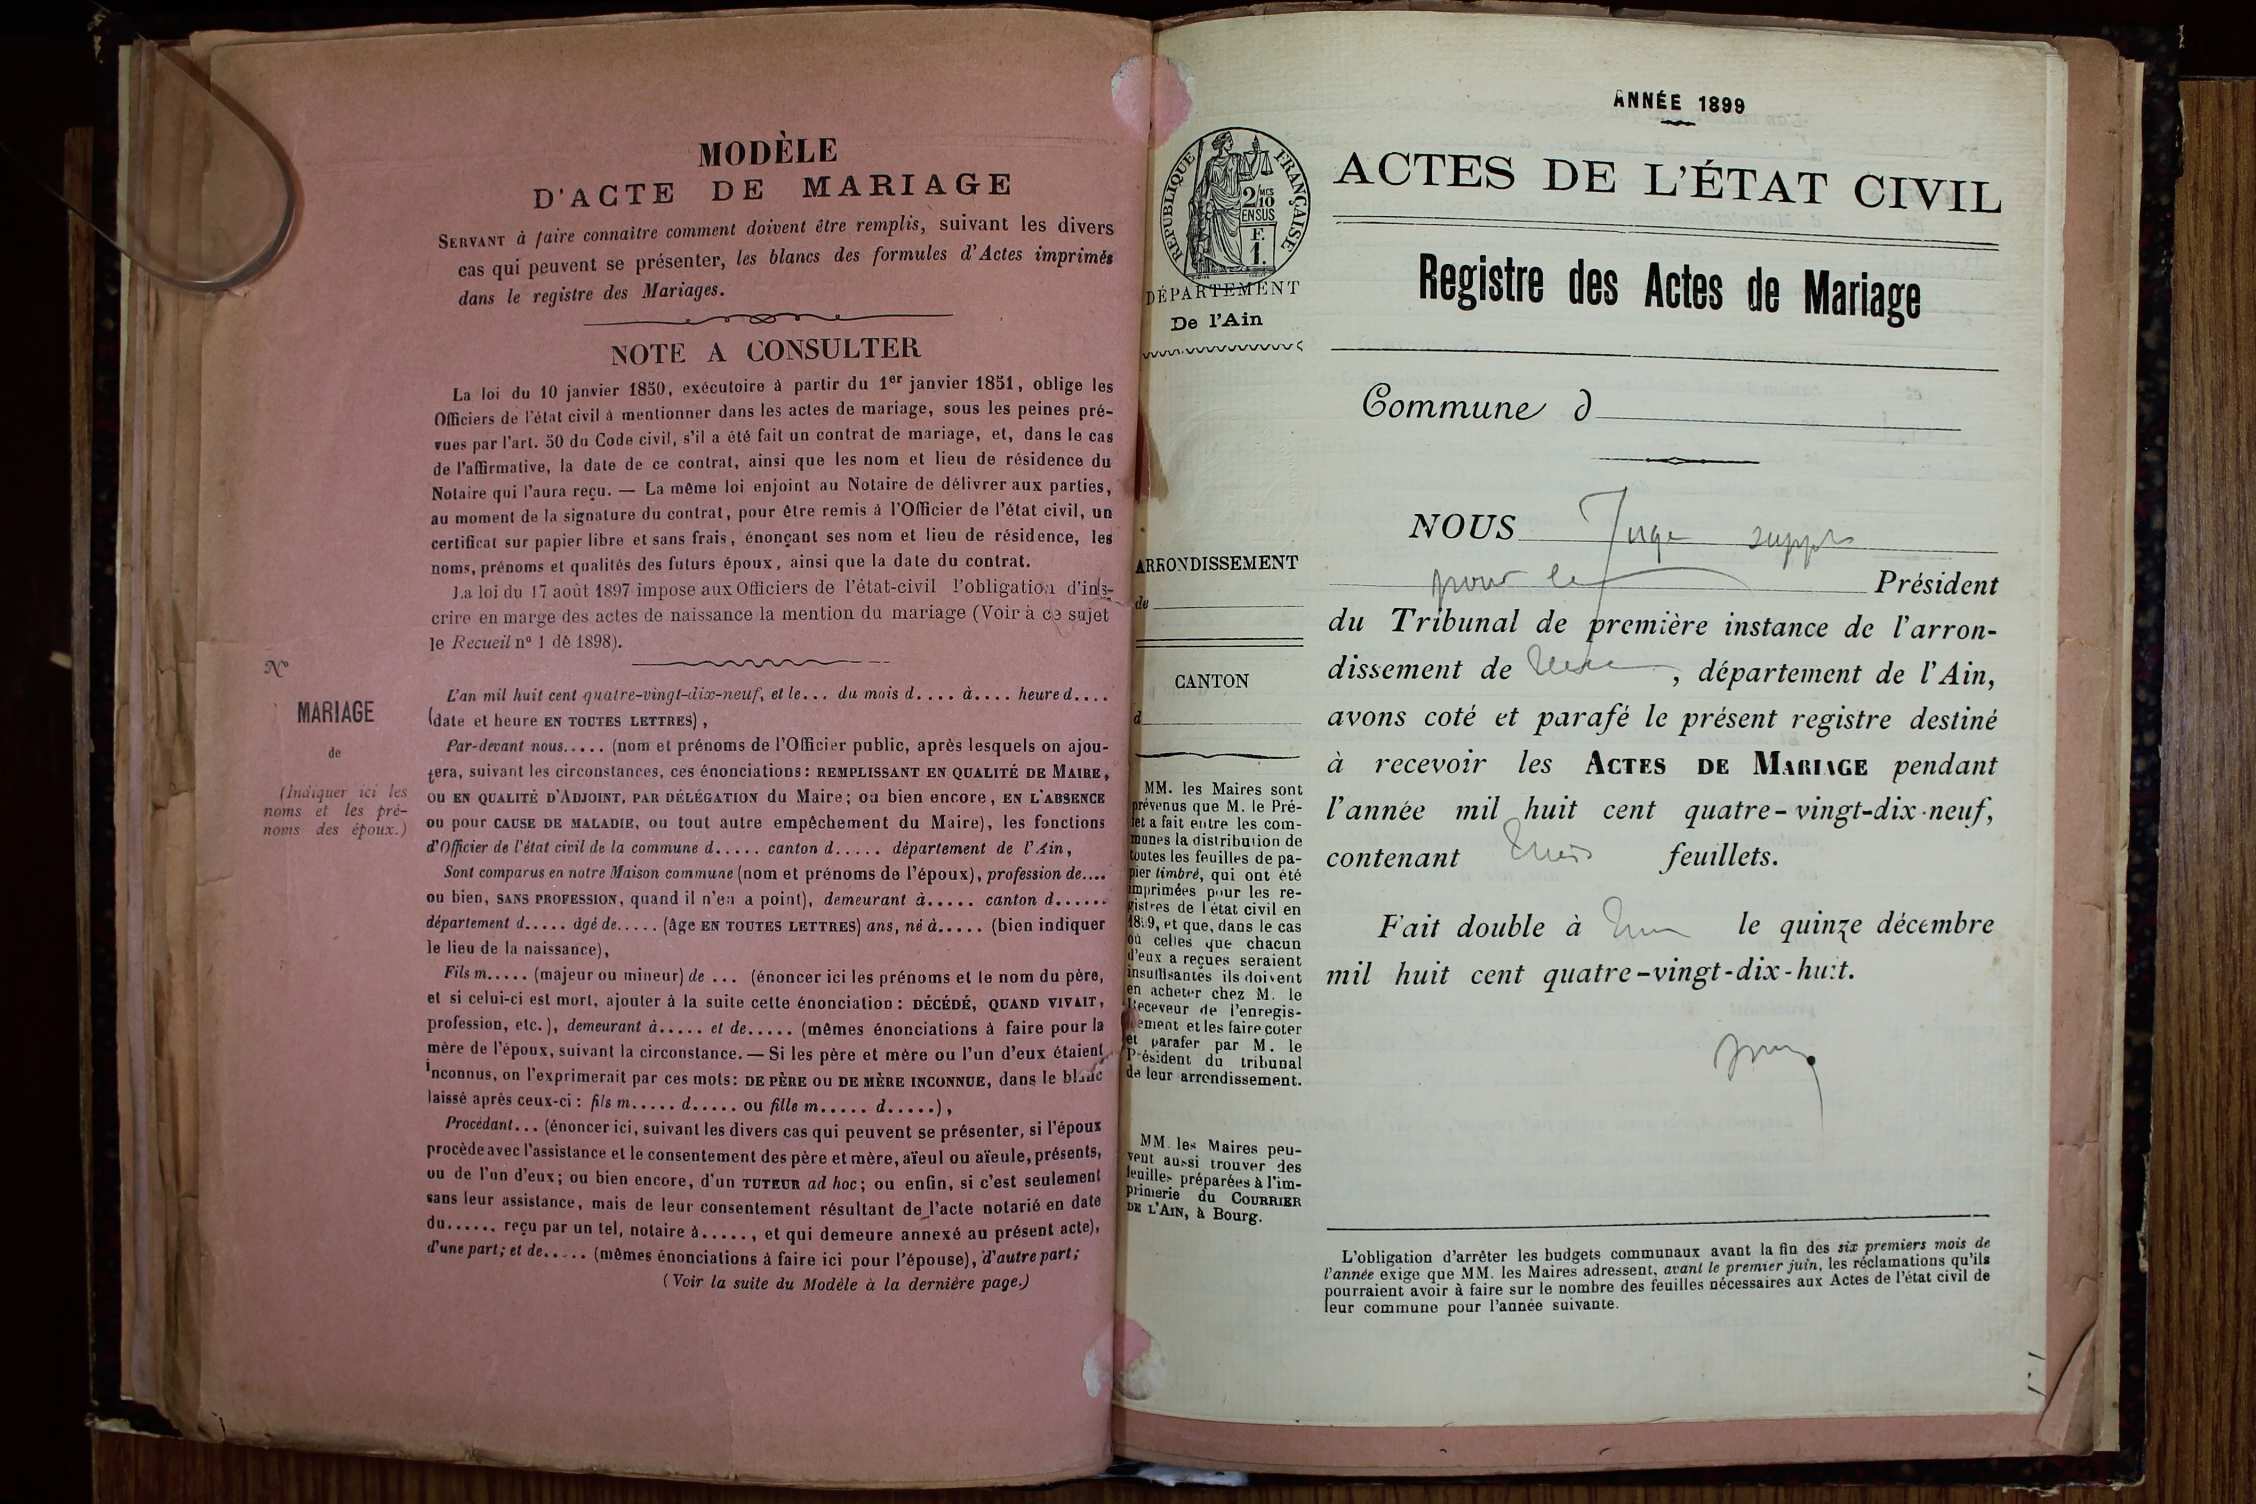 MODÈLE
D'ACTE DE MARIAGE
SERVANT à faire connaître comment doivent être remplis, suivant les divers
cas qui peuvent se présenter, les blancs des formules d'Actes imprimés
dans le registre des Mariages.
NOTE A CONSULTER
La loi du 10 janvier 1850, exécutoire à partir du 1er janvier 1851, oblige les
Officiers de l'état civil à mentionner dans les actes de mariage, sous les peines pré-
vues par l'art. 50 du Code civil, s'il a été fait un contrat de mariage, et, dans le cas
de l'affirmative, la date de ce contrat, ainsi que les nom et lieu de résidence du
Notaire qui l'aura reçu. — La même loi enjoint au Notaire de délivrer aux parties,
au moment de la signature du contrat, pour être remis à l'Officier de l'état civil, un
certificat sur papier libre et sans frais, énonçant ses nom et lieu de résidence, les
noms, prénoms et qualités des futurs époux, ainsi que la date du contrat.
La loi du 17 août 1897 impose aux Officiers de l'état-civil l'obligation d'ins-
crire en marge des actes de naissance la mention du mariage (Voir à ce sujet
le Recueil nº 1 de 1898).
Nº
MARIAGE
de
(Indiquer ici les
noms et les pré-
noms des époux.)
L'an mil huit cent quatre-vingt-dix-neuf, et le... du mois d.... à.... heure d....
(date et heure EN TOUTES LETTRES),
Par-devant nous..... (nom et prénoms de l'Officier public, après lesquels on ajou-
tera, suivant les circonstances, ces énonciations: REMPLISSANT EN QUALITÉ DE MAIRE,
OU EN QUALITÉ D'ADJOINT, PAR DÉLÉGATION du Maire; ou bien encore, EN L'ABSENCE
ou pour CAUSE DE MALADIE, ou tout autre empêchement du Maire), les fonctions
d'Officier de l'état civil de la commune d..... canton d..... département de l'Ain,
Sont comparus en notre Maison commune (nom et prénoms de l'époux), profession de....
ou bien, SANS PROFESSION, quand il n'en a point), demeurant à..... canton d......
département d..... âgé de..... (âge EN TOUTES LETTRES) ans, né à..... (bien indiquer
le lieu de la naissance),
Fils m..... (majeur ou mineur) de ... (énoncer ici les prénoms et le nom du père,
et si celui-ci est mort, ajouter à la suite cette énonciation: DÉCÉDÉ, QUAND VIVAIT,
profession, etc.), demeurant à..... et de..... (mêmes énonciations à faire pour la
mère de l'époux, suivant la circonstance. — Si les père et mère ou l'un d'eux étaient
inconnus, on l'exprimerait par ces mots: DE PÈRE OU DE MÈRE INCONNUE, dans le blanc
laissé après ceux-ci: fils m..... d..... ou fille m..... d.....),
Procédant... (énoncer ici, suivant les divers cas qui peuvent se présenter, si l'époux
procède avec l'assistance et le consentement des père et mère, aïeul ou aïeule, présents,
ou de l'un d'eux; ou bien encore, d'un TUTEUR ad hoc; ou enfin, si c'est seulement
sans leur assistance, mais de leur consentement résultant de l'acte notarié en date
du...... reçu par un tel, notaire à....., et qui demeure annexé au présent acte),
d'une part; et de..... (mêmes énonciations à faire ici pour l'épouse), d'autre part;
(Voir la suite du Modèle à la dernière page.)
RÉPUBLIQUE FRANÇAISE
2/10 MES
EN SUS
F.
1.
DÉPARTEMENT
De l'Ain
ARRONDISSEMENT
de
CANTON
d
MM. les Maires sont
prévenus que M. le Pré-
fet a fait entre les com-
munes la distribution de
toutes les feuilles de pa-
pier timbré, qui ont été
imprimées pour les re-
gistres de l'état civil en
1899, et que, dans le cas
où celles que chacun
d'eux a reçues seraient
insuffisantes ils doivent
en acheter chez M. le
Receveur de l'enregis-
tement et les faire coter
et parafer par M. le
Président du tribunal
de leur arrondissement.
MM. les Maires peu-
vent aussi trouver des
feuilles préparées à l'im-
primerie du COURRIER
DE L'AIN, à Bourg.
ANNÉE 1899
ACTES DE L'ÉTAT CIVIL
Registre des Actes de Mariage
Commune d
NOUS Juge suppt
pour le Président
du Tribunal de première instance de l'arron-
dissement de , département de l'Ain,
avons coté et parafé le présent registre destiné
à recevoir les ACTES DE MARIAGE pendant
l'année mil huit cent quatre-vingt-dix-neuf,
contenant feuillets.
Fait double à le quinze décembre
mil huit cent quatre-vingt-dix-huit.
L'obligation d'arrêter les budgets communaux avant la fin des six premiers mois de
l'année exige que MM. les Maires adressent, avant le premier juin, les réclamations qu'ils
pourraient avoir à faire sur le nombre des feuilles nécessaires aux Actes de l'état civil de
leur commune pour l'année suivante.